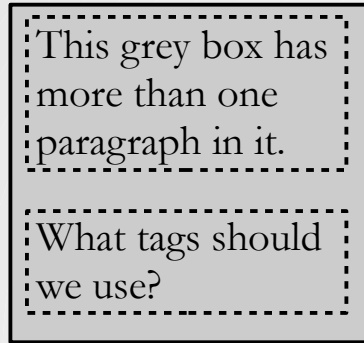 This grey box has
more than one
paragraph in it.
What tags should
we use?